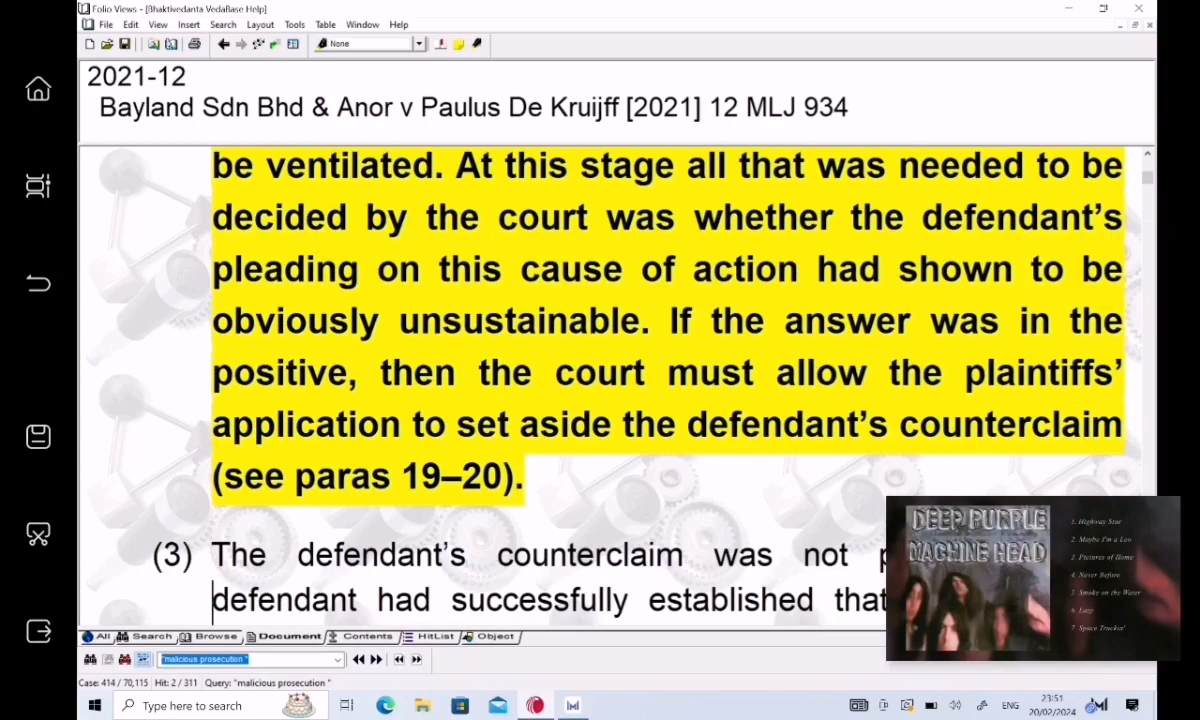 Folio Views - [Bhaktivedanta VedaBase Help]
File Edit View Insert Search Layout Tools Table Window Help
None
2021-12
Bayland Sdn Bhd & Anor v Paulus De Kruijff [2021] 12 MLJ 934
be ventilated. At this stage all that was needed to be
decided by the court was whether the defendant's
pleading on this cause of action had shown to be
obviously unsustainable. If the answer was in the
positive, then the court must allow the plaintiffs'
application to set aside the defendant's counterclaim
(see paras 19–20).
(3) The defendant's counterclaim was not
defendant had successfully established that
DEEP PURPLE
MACHINE HEAD
1. Highway Star
2. Maybe I'm a Leo
3. Pictures of Home
4. Never Before
5. Smoke on the Water
6. Lazy
7. Space Truckin'
All Search Browse Document Contents HitList Object
"malicious prosecution "
Case: 414 / 70,115 Hit: 2 / 311 Query: "malicious prosecution "
Type here to search
ENG
23:51
20/02/2024